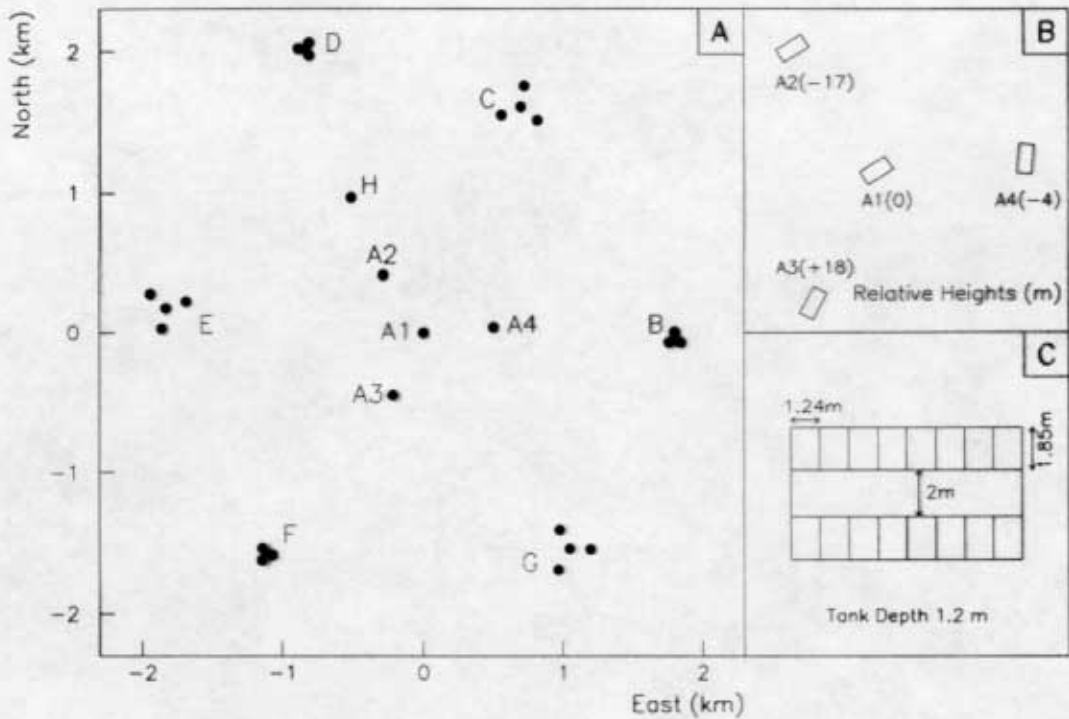 A
North (km)
2
1
0
−1
−2
D
C
H
A2
E
A1
A4
B
A3
F
G
−2
−1
0
1
2
East (km)
B
A2(−17)
A1(0)
A4(−4)
A3(+18)
Relative Heights (m)
C
1.24m
1.85m
2m
Tank Depth 1.2 m